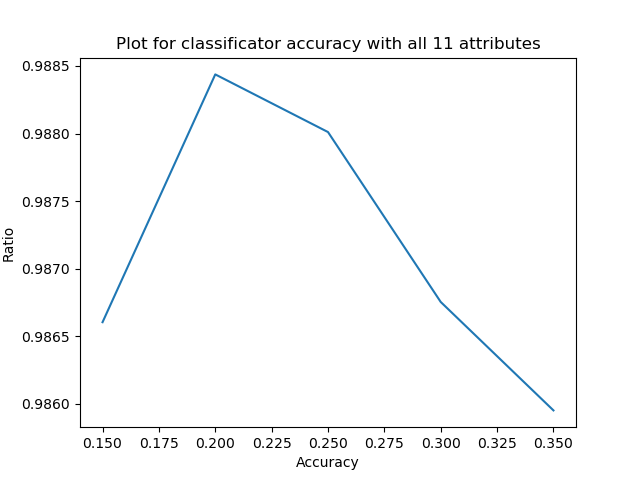 Plot for classificator accuracy with all 11 attributes
0.9885
0.9880
0.9875
0.9870
0.9865
0.9860
Ratio
0.150 0.175 0.200 0.225 0.250 0.275 0.300 0.325 0.350
Accuracy